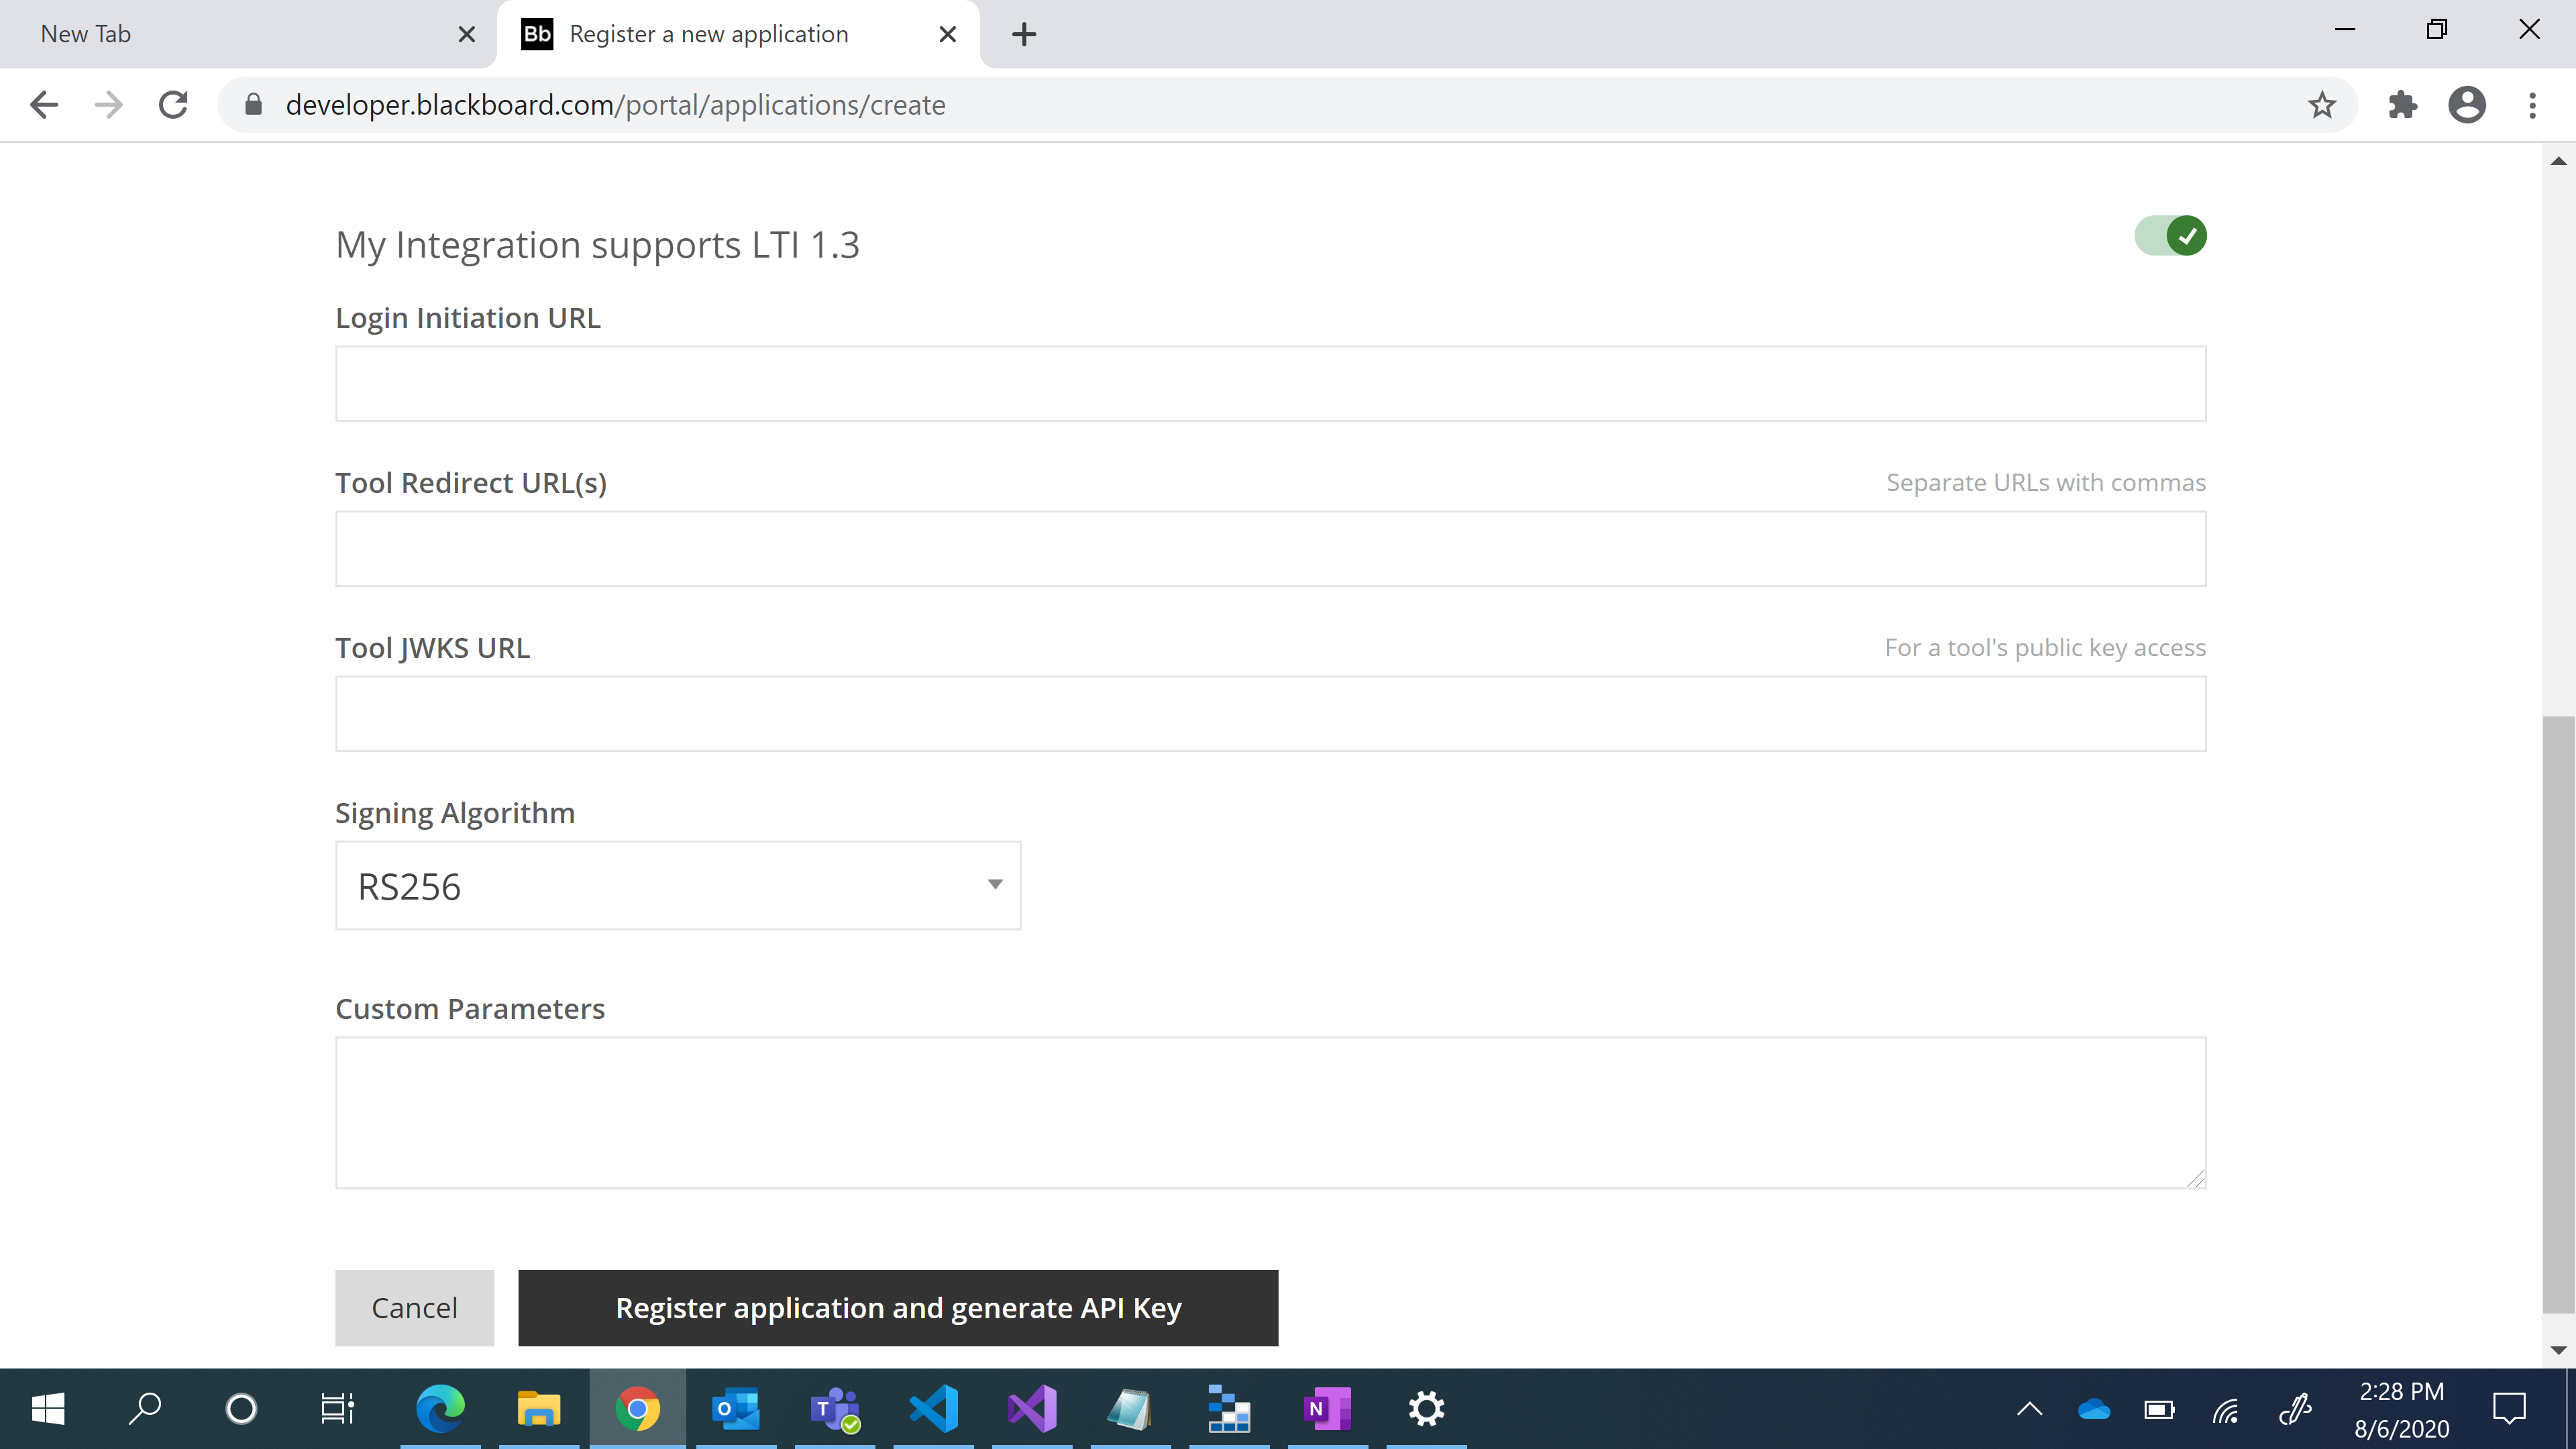 New Tab
Bb Register a new application
developer.blackboard.com/portal/applications/create
My Integration supports LTI 1.3
Login Initiation URL
Tool Redirect URL(s) Separate URLs with commas
Tool JWKS URL For a tool's public key access
Signing Algorithm
RS256
Custom Parameters
Cancel Register application and generate API Key
O T N 2:28 PM
8/6/2020